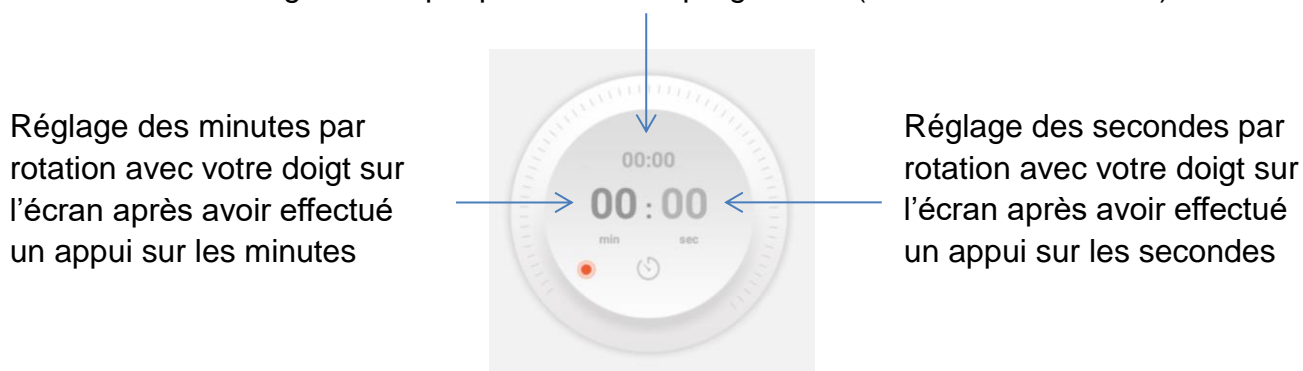 Réglage des minutes par
rotation avec votre doigt sur
l’écran après avoir effectué
un appui sur les minutes
00:00
00 : 00
min sec
Réglage des secondes par
rotation avec votre doigt sur
l’écran après avoir effectué
un appui sur les secondes